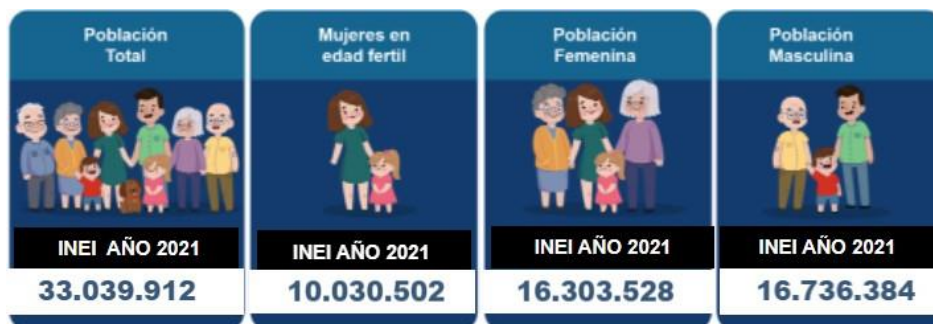 Población
Total
INEI AÑO 2021
33.039.912
Mujeres en
edad fertil
INEI AÑO 2021
10.030.502
Población
Femenina
INEI AÑO 2021
16.303.528
Población
Masculina
INEI AÑO 2021
16.736.384